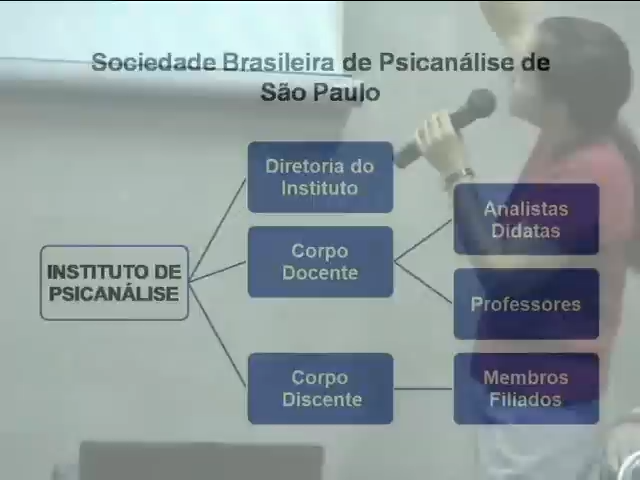 Sociedade Brasileira de Psicanálise de
São Paulo
Diretoria do
Instituto
Analistas
Didatas
Corpo
Docente
INSTITUTO DE
PSICANÁLISE
Professores
Corpo
Discente
Membros
Filiados